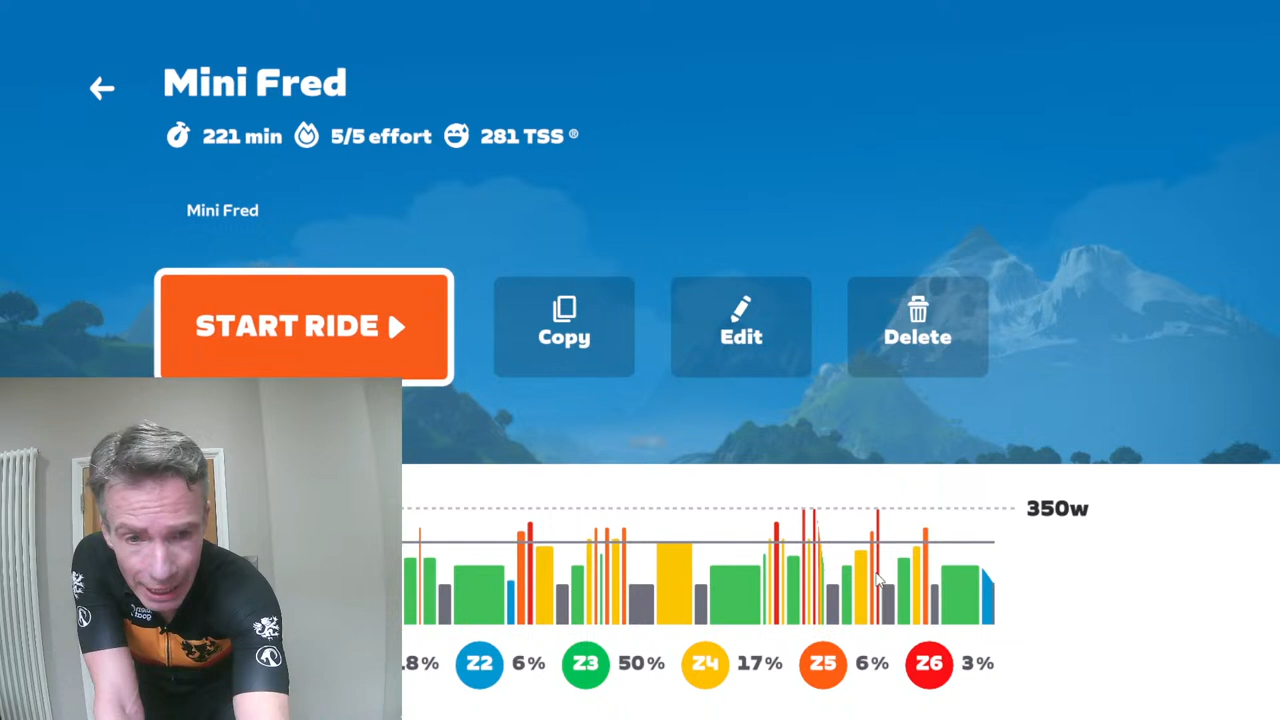 Mini Fred
221 min 5/5 effort 281 TSS®
Mini Fred
START RIDE
Copy
Edit
Delete
350w
.8% Z2 6% Z3 50% Z4 17% Z5 6% Z6 3%